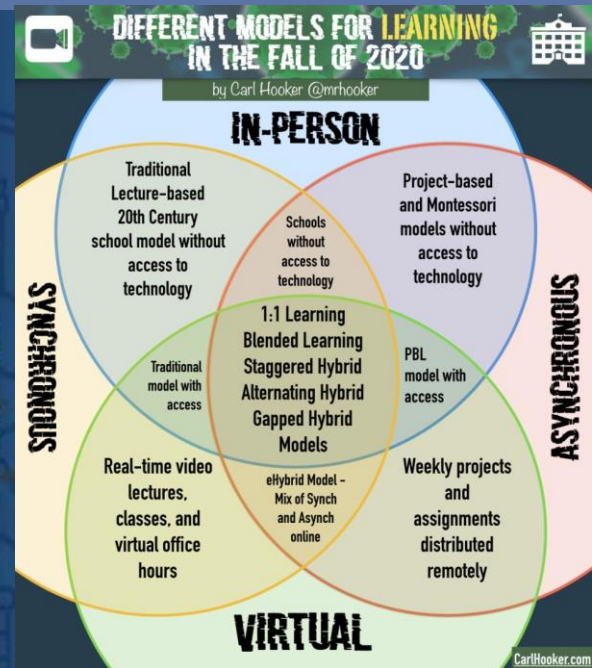 DIFFERENT MODELS FOR LEARNING
IN THE FALL OF 2020
by Carl Hooker @mrhooker
IN-PERSON
Traditional
Lecture-based
20th Century
school model without
access to
technology
Schools
without
access to
technology
Project-based
and Montessori
models without
access to
technology
SYNCHRONOUS
ASYNCHRONOUS
Traditional
model with
access
1:1 Learning
Blended Learning
Staggered Hybrid
Alternating Hybrid
Gapped Hybrid
Models
PBL
model with
access
Real-time video
lectures,
classes, and
virtual office
hours
eHybrid Model -
Mix of Synch
and Asynch
online
Weekly projects
and
assignments
distributed
remotely
VIRTUAL
CarlHooker.com